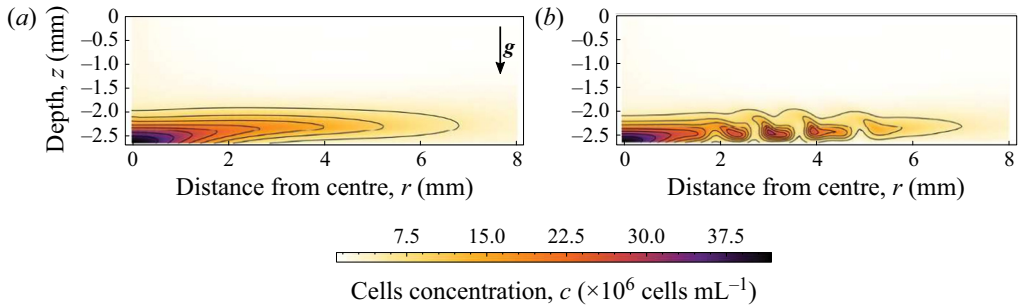 (a)
(b)
0
–0.5
–1.0
–1.5
–2.0
–2.5
Depth, z (mm)
g
0 2 4 6 8
Distance from centre, r (mm)
0
–0.5
–1.0
–1.5
–2.0
–2.5
0 2 4 6 8
Distance from centre, r (mm)
7.5 15.0 22.5 30.0 37.5
Cells concentration, c (×10⁶ cells mL⁻¹)